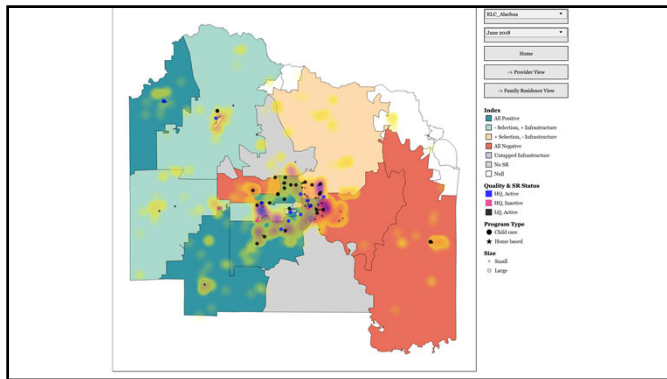 ELC_Alachua
June 2018
Home
-> Provider View
-> Family Residence View
Index
All Positive
- Selection, + Infrastructure
+ Selection, - Infrastructure
All Negative
Untapped Infrastructure
No SR
Null
Quality & SR Status
HQ, Active
HQ, Inactive
LQ, Active
Program Type
Child care
Home based
Size
Small
Large